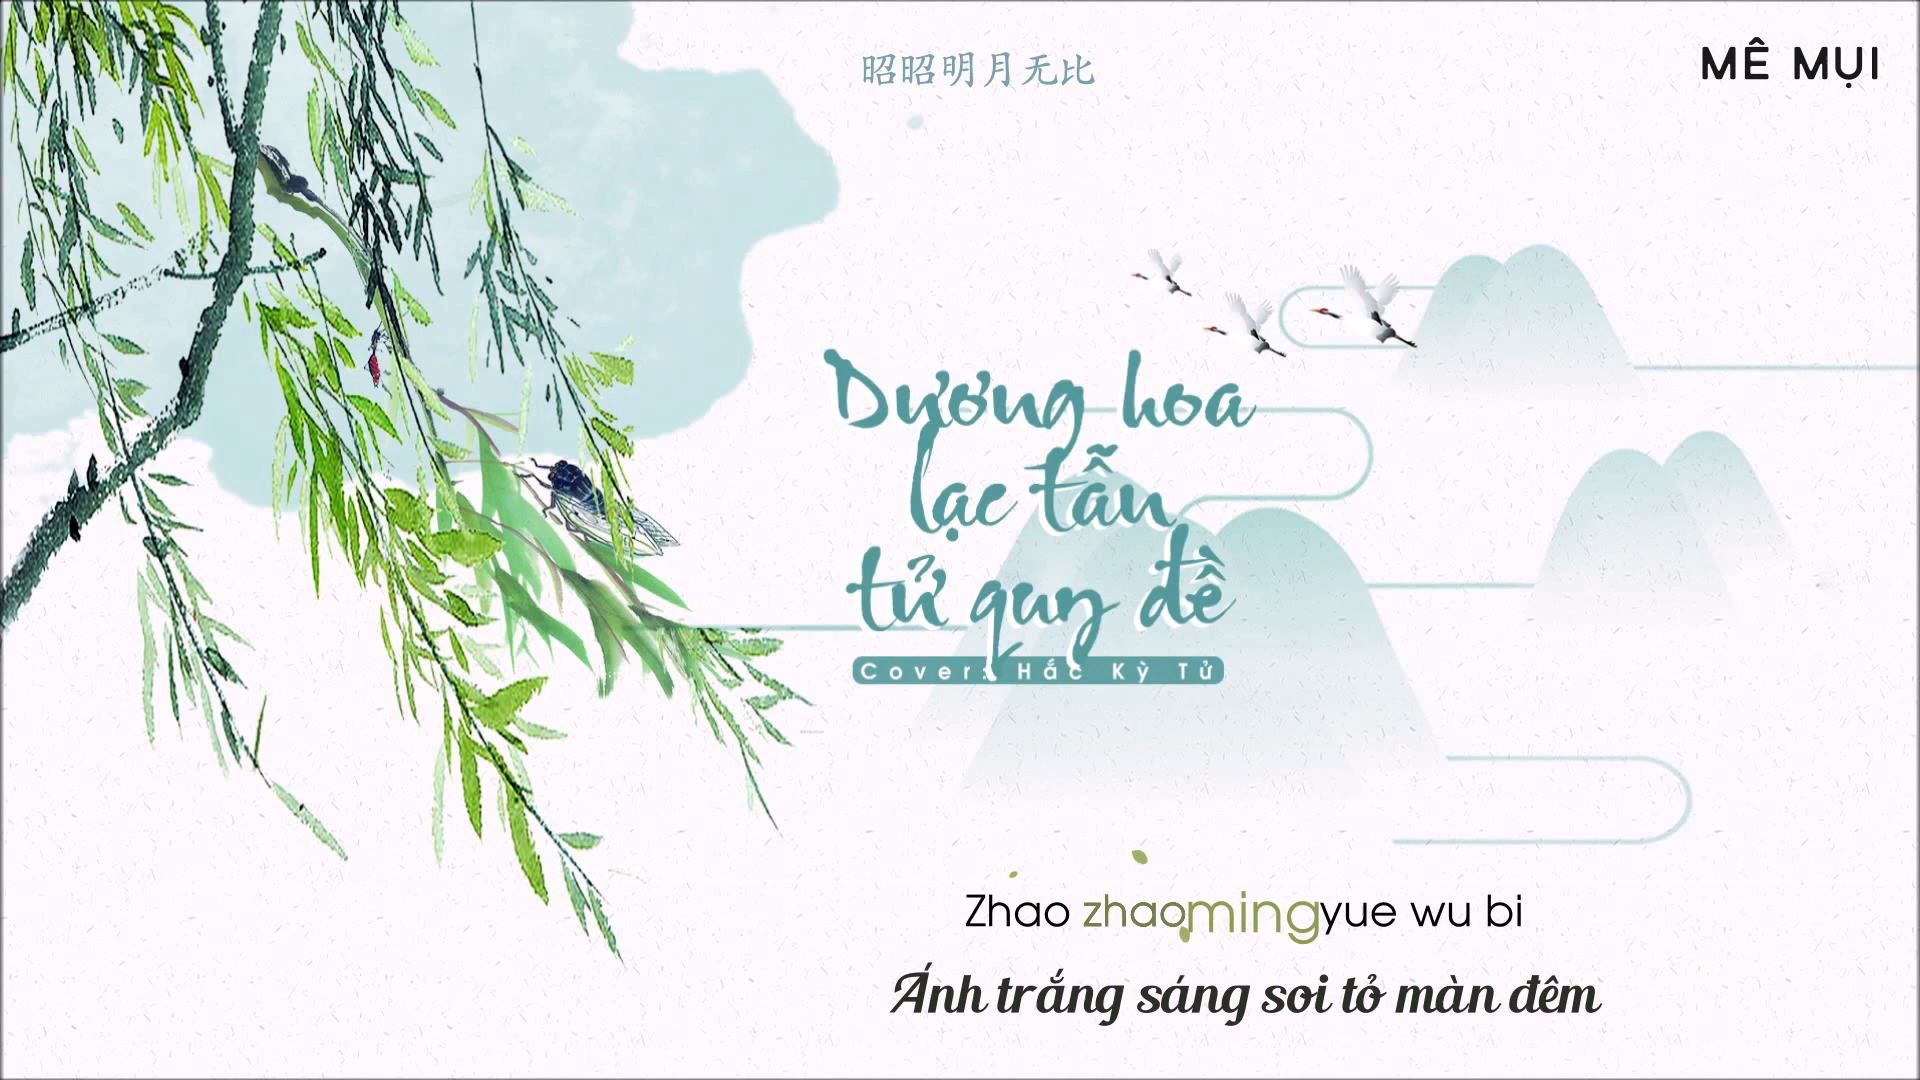 昭昭明月无比
MÊ MỤI
Dương hoa
lạc tẫn
tử quy đề
Cover: Hắc Kỳ Tử
Zhao zhaomingyue wu bi
Ánh trắng sáng soi tỏ màn đêm